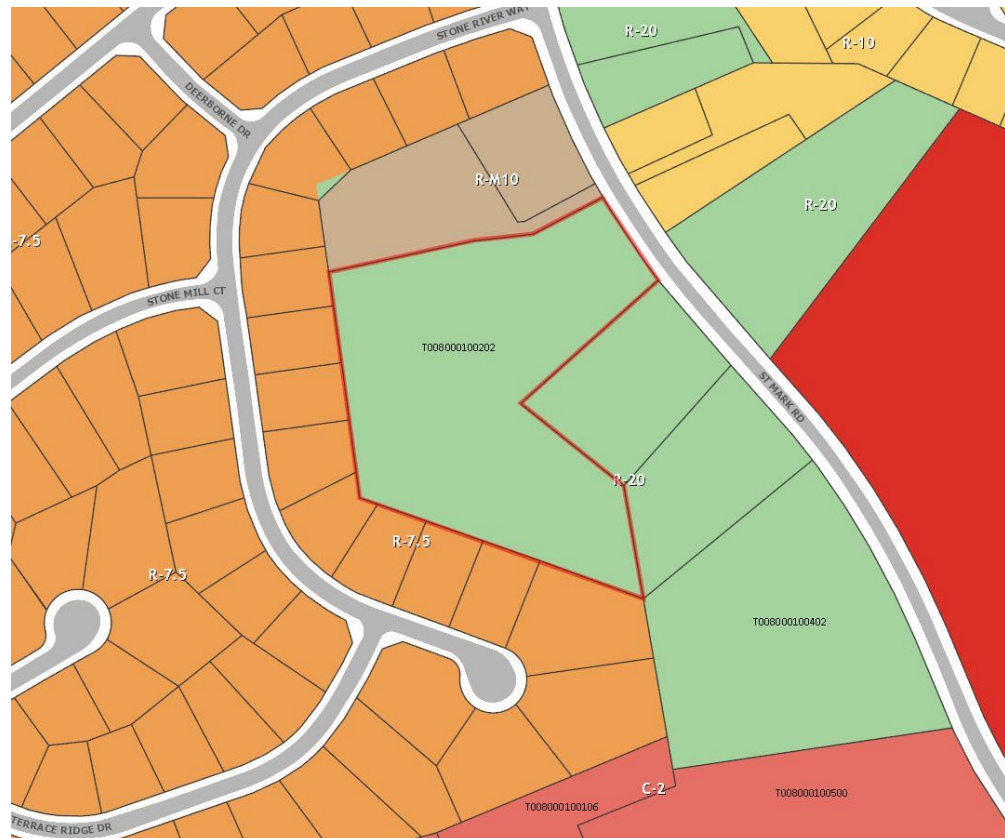 STONE RIVER WAY
R-20
R-10
DEERBORNE DR
R-M10
R-20
-7.5
STONE MILL CT
T008000100202
ST MARK RD
R-20
R-7.5
R-7.5
T008000100402
C-2
T008000100500
T008000100106
TERRACE RIDGE DR